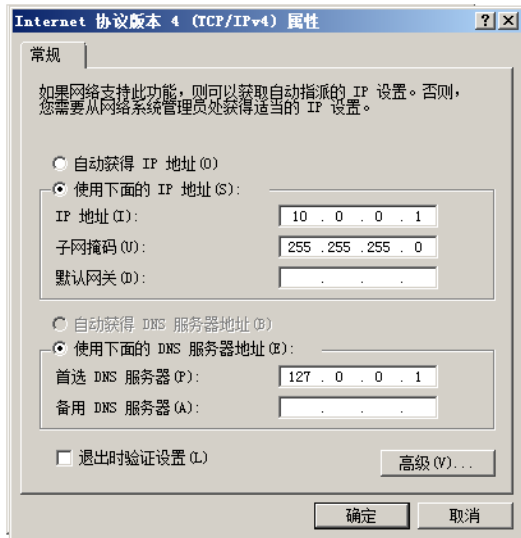 Internet 协议版本 4 (TCP/IPv4) 属性
常规
如果网络支持此功能，则可以获取自动指派的 IP 设置。否则，
您需要从网络系统管理员处获得适当的 IP 设置。
自动获得 IP 地址(O)
使用下面的 IP 地址(S):
IP 地址(I): 10 . 0 . 0 . 1
子网掩码(U): 255 .255 .255 . 0
默认网关(D): . . .
自动获得 DNS 服务器地址(B)
使用下面的 DNS 服务器地址(E):
首选 DNS 服务器(P): 127 . 0 . 0 . 1
备用 DNS 服务器(A): . . .
退出时验证设置(L)
高级(V)...
确定 取消